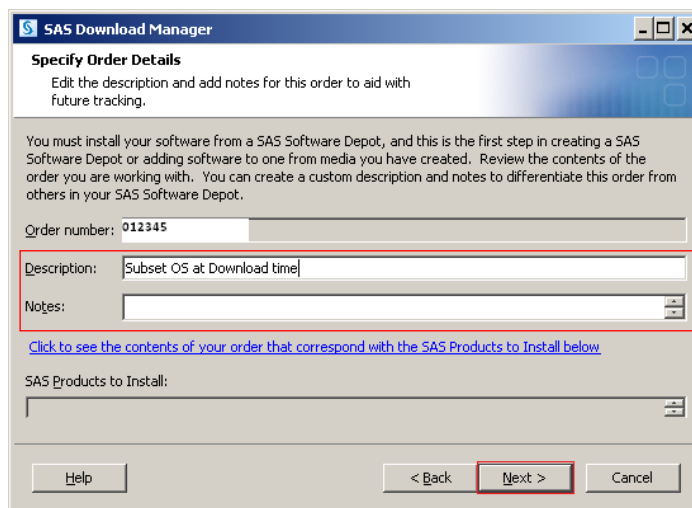 SAS Download Manager
Specify Order Details
Edit the description and add notes for this order to aid with
future tracking.
You must install your software from a SAS Software Depot, and this is the first step in creating a SAS
Software Depot or adding software to one from media you have created. Review the contents of the
order you are working with. You can create a custom description and notes to differentiate this order from
others in your SAS Software Depot.
Order number: 012345
Description: Subset OS at Download time
Notes:
Click to see the contents of your order that correspond with the SAS Products to Install below
SAS Products to Install:
Help < Back Next > Cancel